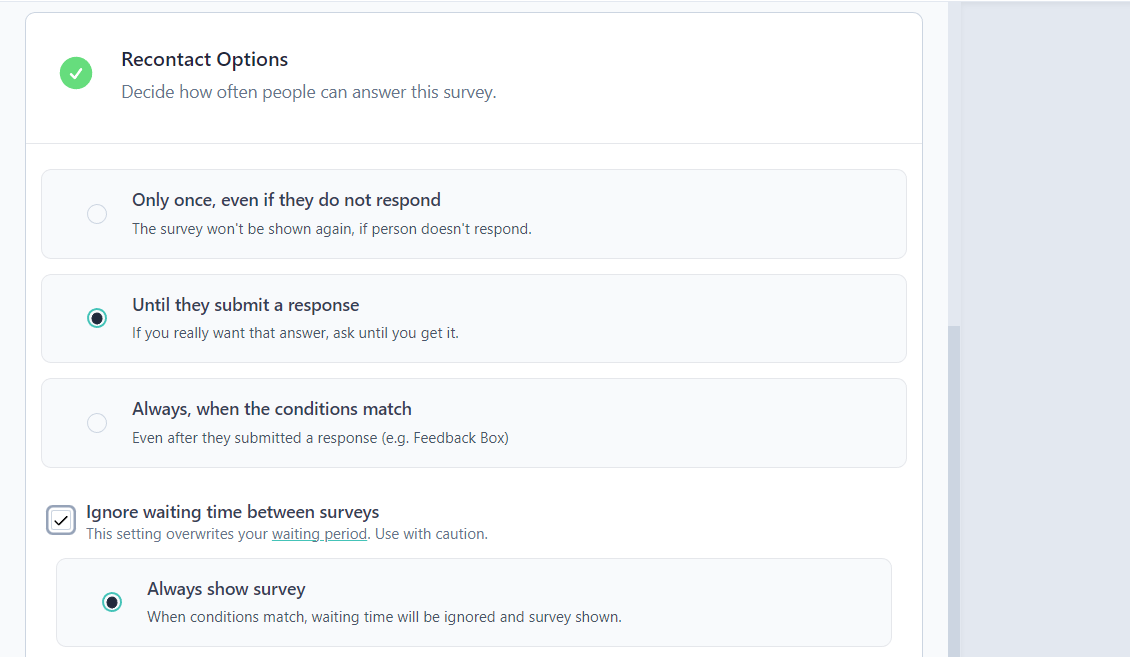 Recontact Options
Decide how often people can answer this survey.
Only once, even if they do not respond
The survey won't be shown again, if person doesn't respond.
Until they submit a response
If you really want that answer, ask until you get it.
Always, when the conditions match
Even after they submitted a response (e.g. Feedback Box)
Ignore waiting time between surveys
This setting overwrites your waiting period. Use with caution.
Always show survey
When conditions match, waiting time will be ignored and survey shown.